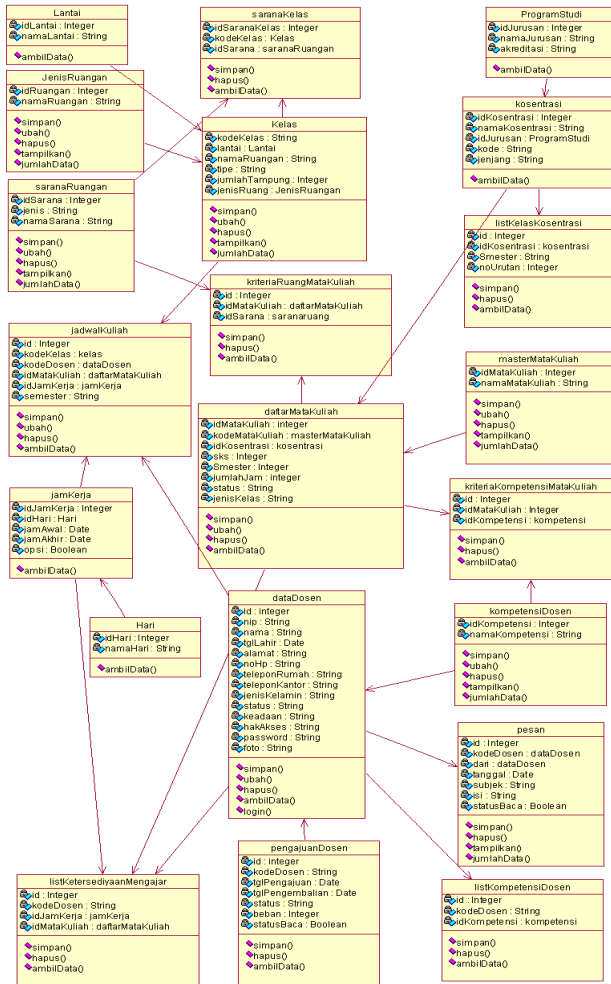 Lantai
idLantai : Integer
namaLantai : String
ambilData()
saranaKelas
idSaranaKelas : Integer
kodeKelas : Kelas
idSarana : saranaRuangan
simpan()
hapus()
ambilData()
ProgramStudi
idJurusan : Integer
namaJurusan : String
akreditasi : String
ambilData()
JenisRuangan
idRuangan : Integer
namaRuangan : String
simpan()
ubah()
hapus()
tampilkan()
jumlahData()
Kelas
kodeKelas : String
lantai : Lantai
namaRuangan : String
tipe : String
jumlahTampung : Integer
jenisRuang : JenisRuangan
simpan()
ubah()
hapus()
tampilkan()
jumlahData()
kosentrasi
idKosentrasi : Integer
namaKosentrasi : String
idJurusan : ProgramStudi
kode : String
jenjang : String
ambilData()
saranaRuangan
idSarana : Integer
jenis : String
namaSarana : String
simpan()
ubah()
hapus()
tampilkan()
jumlahData()
listKelasKosentrasi
id : Integer
idKosentrasi : kosentrasi
Smester : String
noUrutan : Integer
simpan()
hapus()
ambilData()
kriteriaRuangMataKuliah
id : Integer
idMataKuliah : daftarMataKuliah
idSarana : saranaruang
simpan()
hapus()
ambilData()
jadwalKuliah
id : Integer
kodeKelas : kelas
kodeDosen : dataDosen
idMataKuliah : daftarMataKuliah
idJamKerja : jamKerja
semester : String
simpan()
ubah()
hapus()
ambilData()
masterMataKuliah
idMataKuliah : Integer
namaMataKuliah : String
simpan()
ubah()
hapus()
tampilkan()
jumlahData()
daftarMataKuliah
idMataKuliah : integer
kodeMataKuliah : masterMataKuliah
idKosentrasi : kosentrasi
sks : Integer
Smester : Integer
jumlahJam : integer
status : String
jenisKelas : String
simpan()
ubah()
hapus()
ambilData()
kriteriaKompetensiMataKuliah
id : Integer
idMataKuliah : Integer
idKompetensi : kompetensi
simpan()
hapus()
ambilData()
jamKerja
idJamKerja : Integer
idHari : Hari
jamAwal : Date
jamAkhir : Date
opsi : Boolean
ambilData()
Hari
idHari : Integer
namaHari : String
ambilData()
dataDosen
id : integer
nip : String
nama : String
tglLahir : Date
alamat : String
noHp : String
teleponRumah : String
teleponKantor : String
jenisKelamin : String
status : String
keadaan : String
hakAkses : String
password : String
foto : String
simpan()
ubah()
hapus()
ambilData()
login()
kompetensiDosen
idKompetensi : Integer
namaKompetensi : String
simpan()
ubah()
hapus()
tampilkan()
jumlahData()
pesan
id : Integer
kodeDosen : dataDosen
dari : dataDosen
tanggal : Date
subjek : String
isi : String
statusBaca : Boolean
simpan()
hapus()
tampilkan()
jumlahData()
pengajuanDosen
id : integer
kodeDosen : String
tglPengajuan : Date
tglPengembalian : Date
status : String
beban : Integer
statusBaca : Boolean
simpan()
hapus()
ambilData()
listKetersediyaanMengajar
id : Integer
kodeDosen : String
idJamKerja : jamKerja
idMataKuliah : daftarMataKuliah
simpan()
hapus()
ambilData()
listKompetensiDosen
id : Integer
kodeDosen : String
idKompetensi : kompetensi
simpan()
hapus()
ambilData()